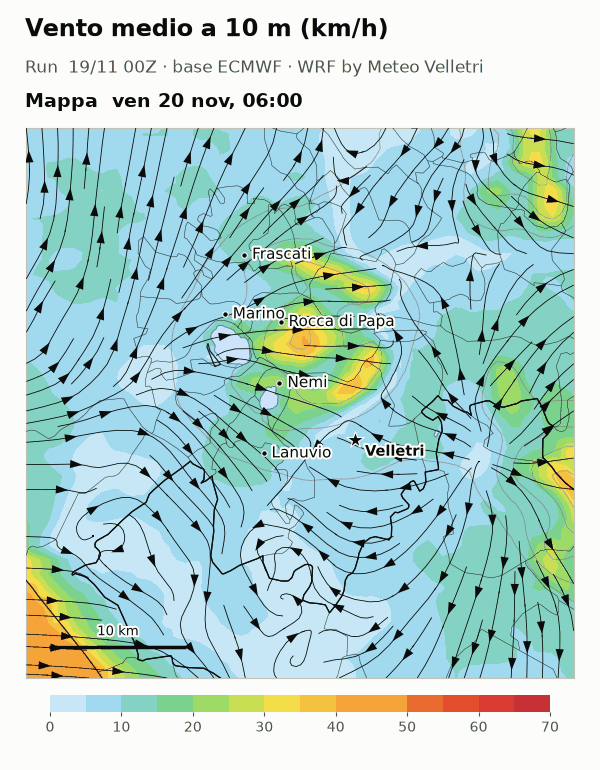 Vento medio a 10 m (km/h)
Run  19/11 00Z · base ECMWF · WRF by Meteo Velletri
Mappa  ven 20 nov, 06:00
Frascati
Marino
Rocca di Papa
Nemi
Velletri
Lanuvio
10 km
0 10 20 30 40 50 60 70